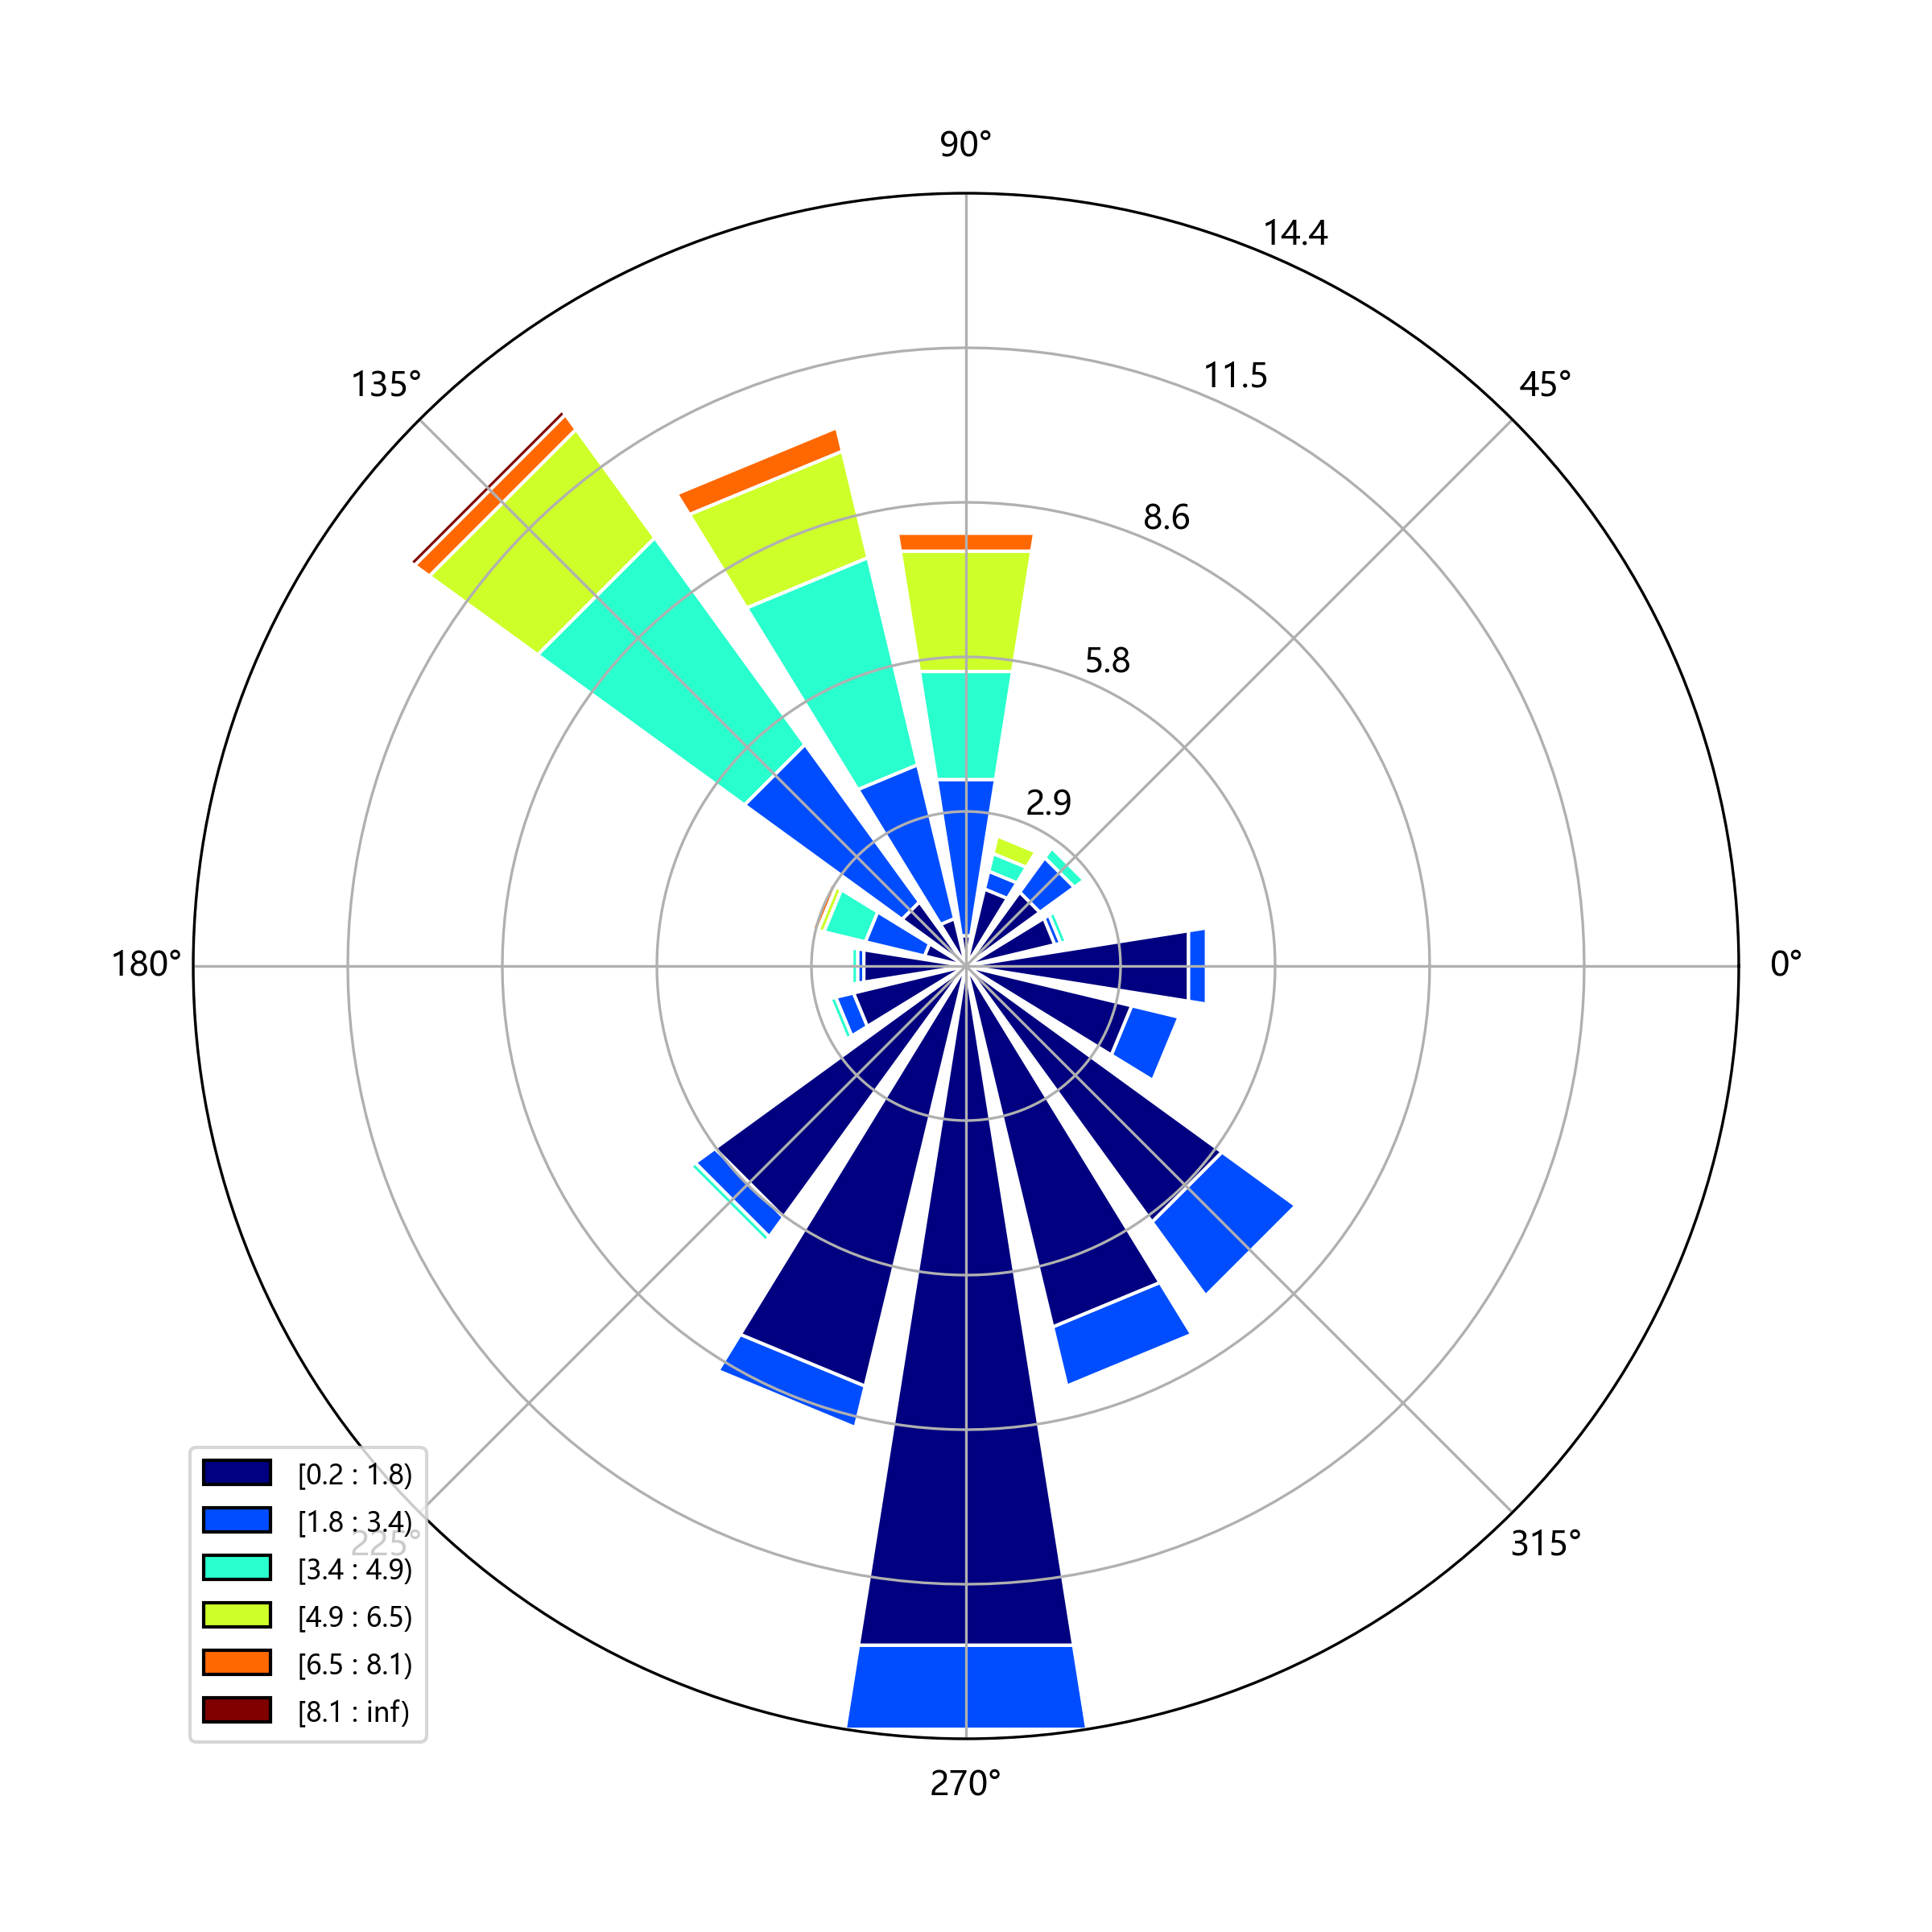 90°
14.4
135°
11.5
45°
8.6
5.8
2.9
180°
0°
[0.2 : 1.8)
[1.8 : 3.4)
225°
315°
[3.4 : 4.9)
[4.9 : 6.5)
[6.5 : 8.1)
[8.1 : inf)
270°